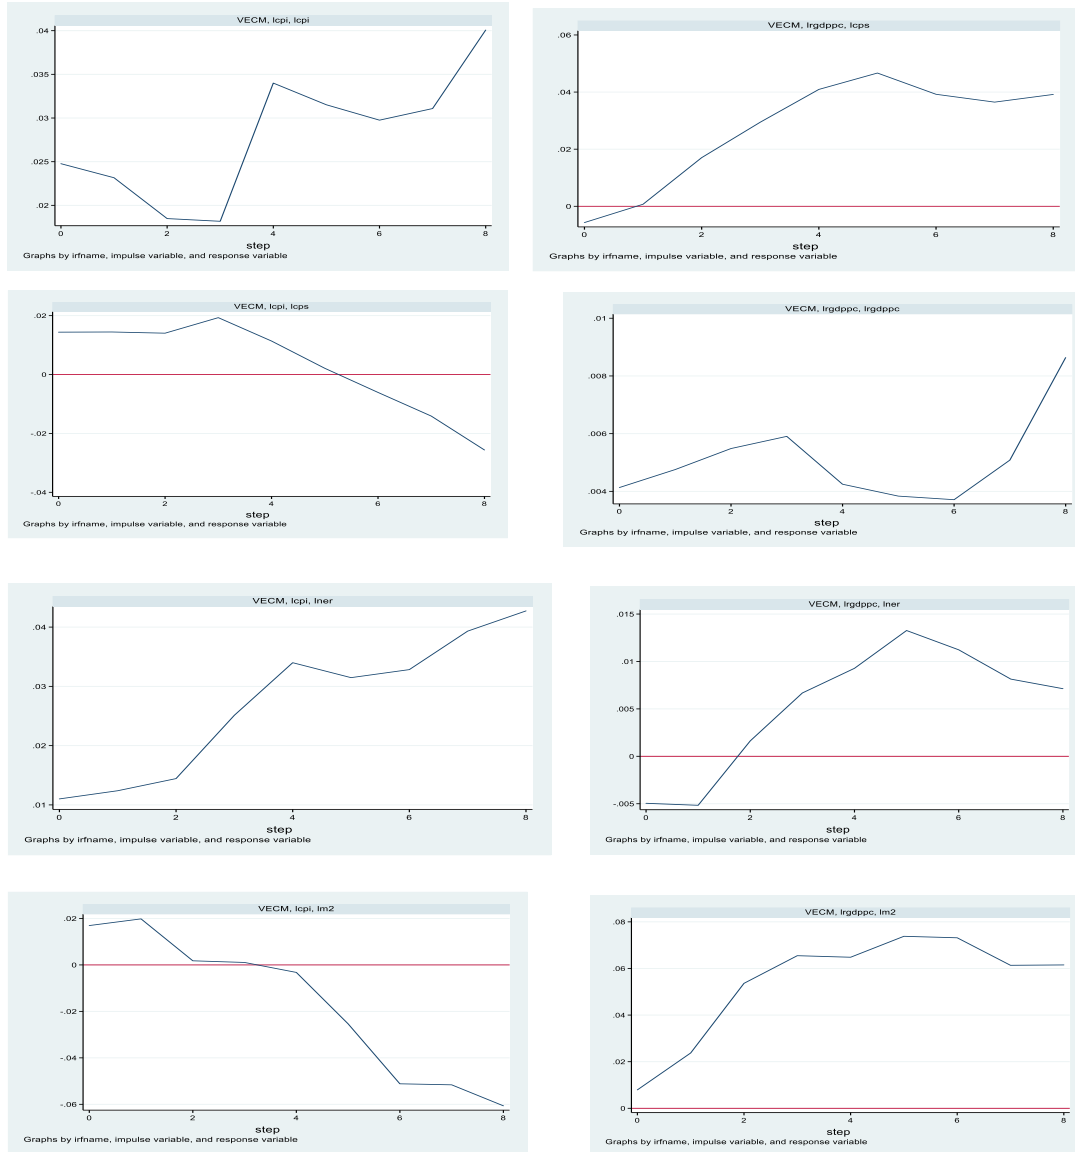 VECM, lcpi, lcpi
.04
.035
.03
.025
.02
0 2 4 6 8
step
Graphs by irfname, impulse variable, and response variable
VECM, lrgdppc, lcps
.06
.04
.02
0
0 2 4 6 8
step
Graphs by irfname, impulse variable, and response variable
VECM, lcpi, lcps
.02
0
-.02
-.04
0 2 4 6 8
step
Graphs by irfname, impulse variable, and response variable
VECM, lrgdppc, lrgdppc
.01
.008
.006
.004
0 2 4 6 8
step
Graphs by irfname, impulse variable, and response variable
VECM, lcpi, lner
.04
.03
.02
.01
0 2 4 6 8
step
Graphs by irfname, impulse variable, and response variable
VECM, lrgdppc, lner
.015
.01
.005
0
-.005
0 2 4 6 8
step
Graphs by irfname, impulse variable, and response variable
VECM, lcpi, lm2
.02
0
-.02
-.04
-.06
0 2 4 6 8
step
Graphs by irfname, impulse variable, and response variable
VECM, lrgdppc, lm2
.08
.06
.04
.02
0
0 2 4 6 8
step
Graphs by irfname, impulse variable, and response variable